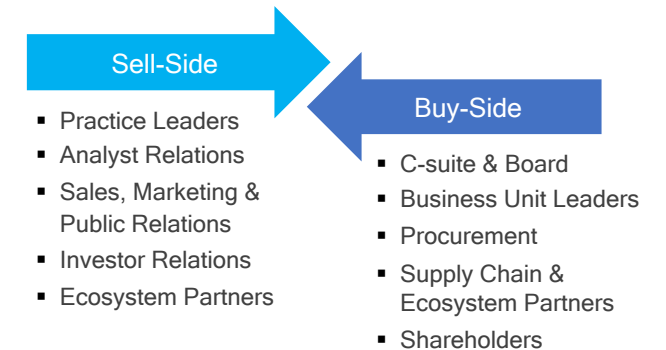 Sell-Side
▪ Practice Leaders
▪ Analyst Relations
▪ Sales, Marketing &
Public Relations
▪ Investor Relations
▪ Ecosystem Partners
Buy-Side
▪ C-suite & Board
▪ Business Unit Leaders
▪ Procurement
▪ Supply Chain &
Ecosystem Partners
▪ Shareholders